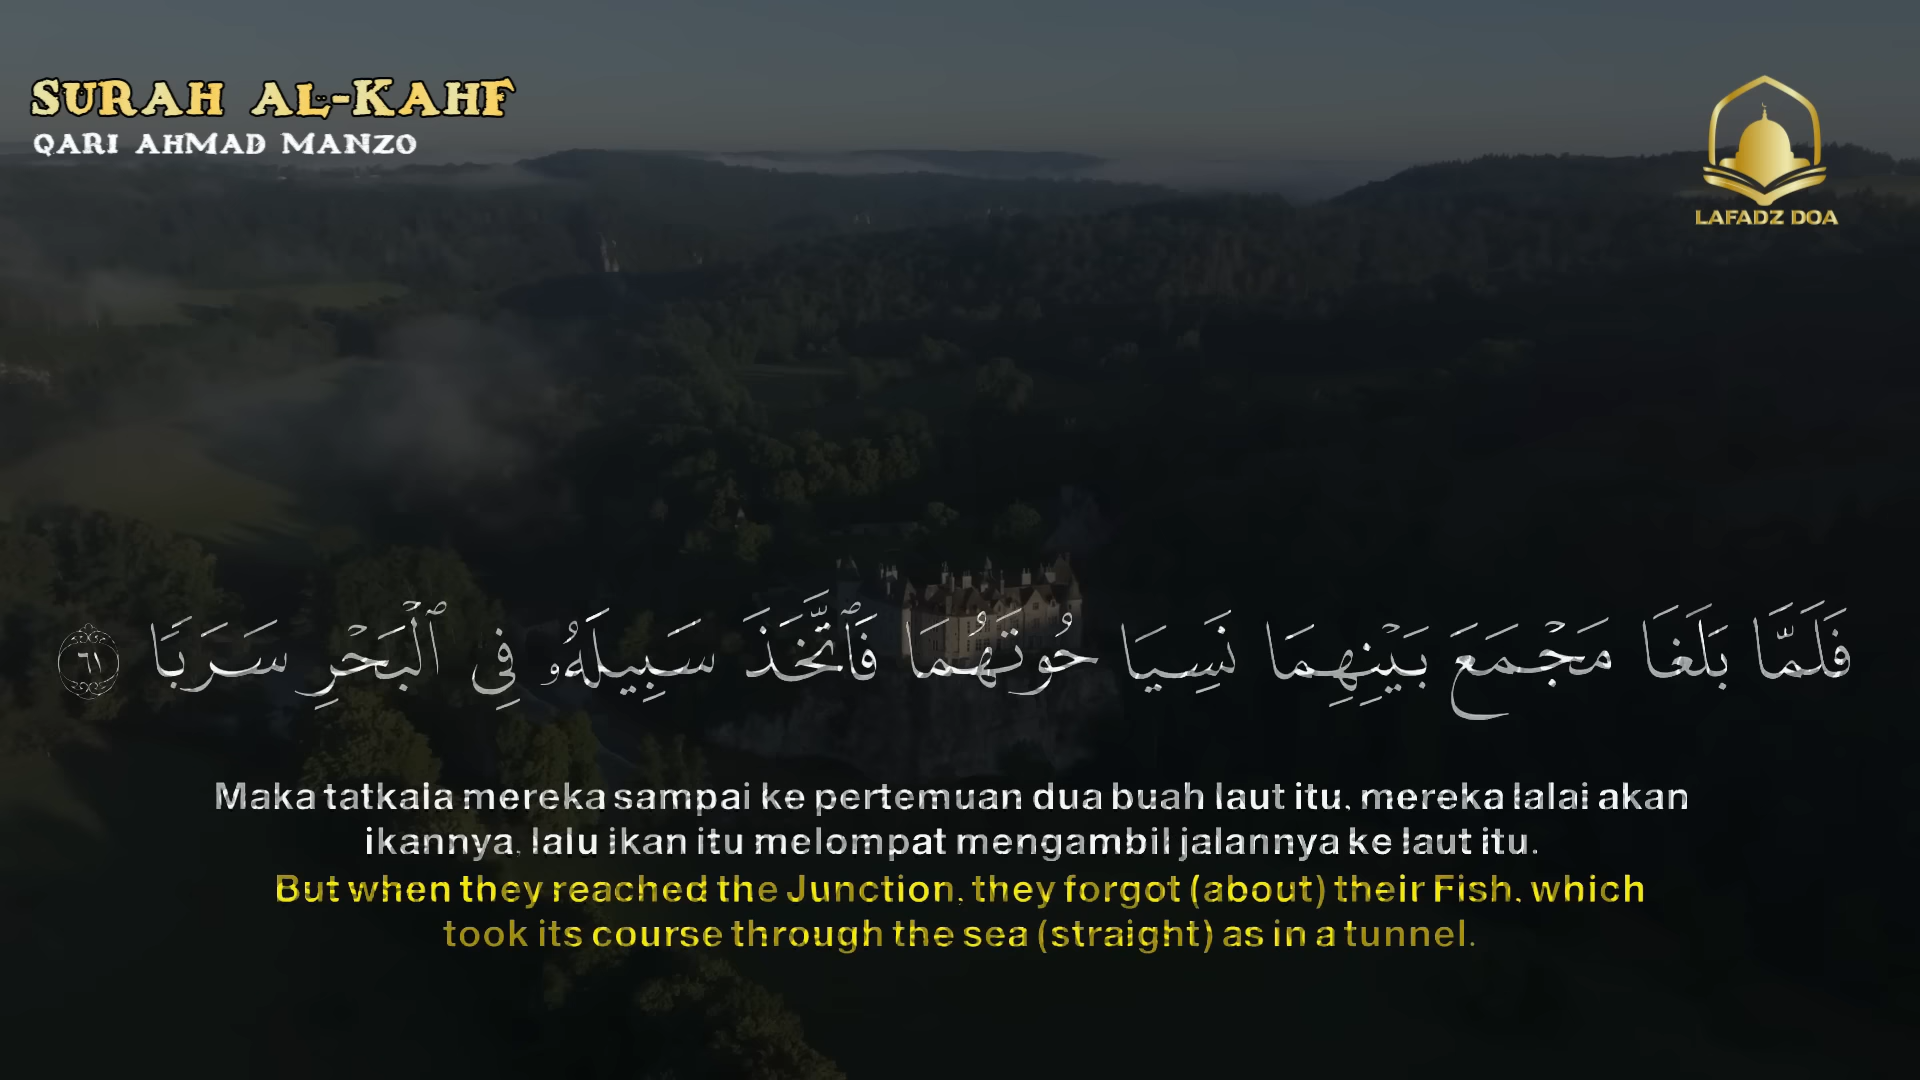 SURAH AL-KAHF
QARI AHMAD MANZO
LAFADZ DOA
فَلَمَّا بَلَغَا مَجْمَعَ بَيْنِهِمَا نَسِيَا حُوتَهُمَا فَٱتَّخَذَ سَبِيلَهُۥ فِى ٱلْبَحْرِ سَرَبًا ٦١
Maka tatkala mereka sampai ke pertemuan dua buah laut itu, mereka lalai akan
ikannya, lalu ikan itu melompat mengambil jalannya ke laut itu.
But when they reached the Junction, they forgot (about) their Fish, which
took its course through the sea (straight) as in a tunnel.